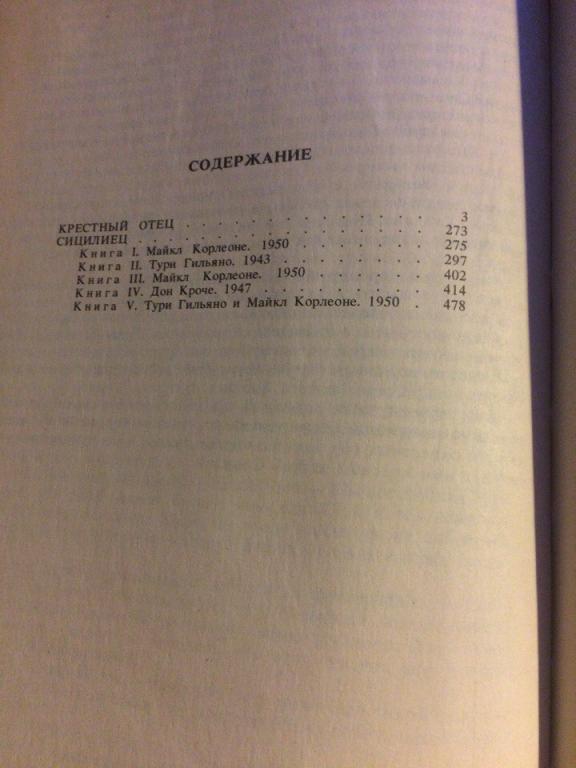 СОДЕРЖАНИЕ
КРЕСТНЫЙ ОТЕЦ . . . . . . . . . . . . . . . 3
СИЦИЛИЕЦ . . . . . . . . . . . . . . . . . 273
Книга I. Майкл Корлеоне. 1950 . . . . . . . . 275
Книга II. Тури Гильяно. 1943 . . . . . . . . . 297
Книга III. Майкл Корлеоне. 1950 . . . . . . . 402
Книга IV. Дон Кроче. 1947 . . . . . . . . . . 414
Книга V. Тури Гильяно и Майкл Корлеоне. 1950 . 478